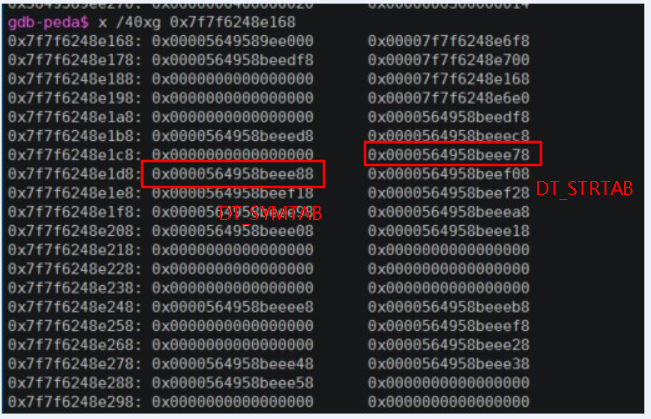 gdb-peda$ x /40xg 0x7f7f6248e168
0x7f7f6248e168: 0x00005649589ee000 0x00007f7f6248e6f8
0x7f7f6248e178: 0x0000564958beedf8 0x00007f7f6248e700
0x7f7f6248e188: 0x0000000000000000 0x00007f7f6248e168
0x7f7f6248e198: 0x0000000000000000 0x00007f7f6248e6e0
0x7f7f6248e1a8: 0x0000000000000000 0x0000564958beedf8
0x7f7f6248e1b8: 0x0000564958beeed8 0x0000564958beeec8
0x7f7f6248e1c8: 0x0000000000000000 0x0000564958beee78
0x7f7f6248e1d8: 0x0000564958beee88 0x0000564958beef08
DT_STRTAB
0x7f7f6248e1e8: 0x0000564958beef18 0x0000564958beef28
DT_SYMTAB
0x7f7f6248e1f8: 0x0000564958beee98 0x0000564958beeea8
0x7f7f6248e208: 0x0000564958beee08 0x0000564958beee18
0x7f7f6248e218: 0x0000000000000000 0x0000000000000000
0x7f7f6248e228: 0x0000000000000000 0x0000000000000000
0x7f7f6248e238: 0x0000000000000000 0x0000000000000000
0x7f7f6248e248: 0x0000564958beeee8 0x0000564958beeeb8
0x7f7f6248e258: 0x0000000000000000 0x0000564958beeef8
0x7f7f6248e268: 0x0000000000000000 0x0000564958beee28
0x7f7f6248e278: 0x0000564958beee48 0x0000564958beee38
0x7f7f6248e288: 0x0000564958beee58 0x0000000000000000
0x7f7f6248e298: 0x0000000000000000 0x0000000000000000